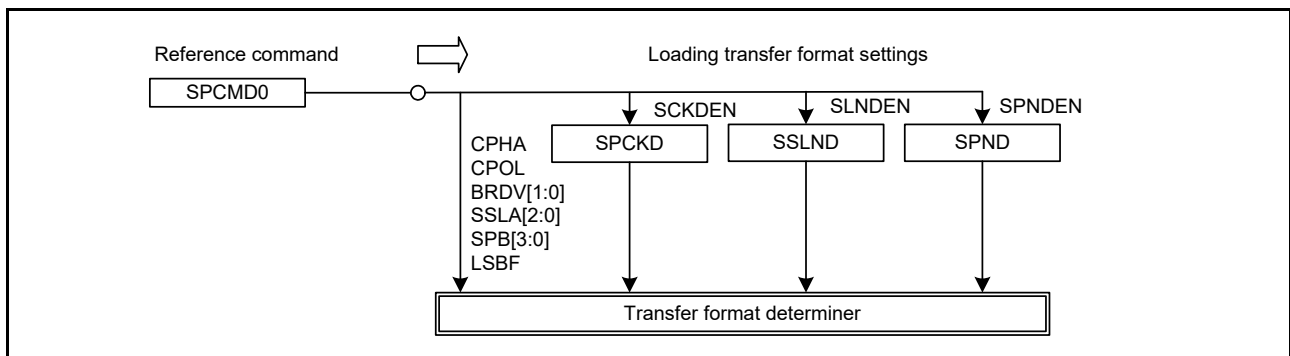 Reference command
Loading transfer format settings
SPCMD0
SCKDEN
SLNDEN
SPNDEN
SPCKD
SSLND
SPND
CPHA
CPOL
BRDV[1:0]
SSLA[2:0]
SPB[3:0]
LSBF
Transfer format determiner